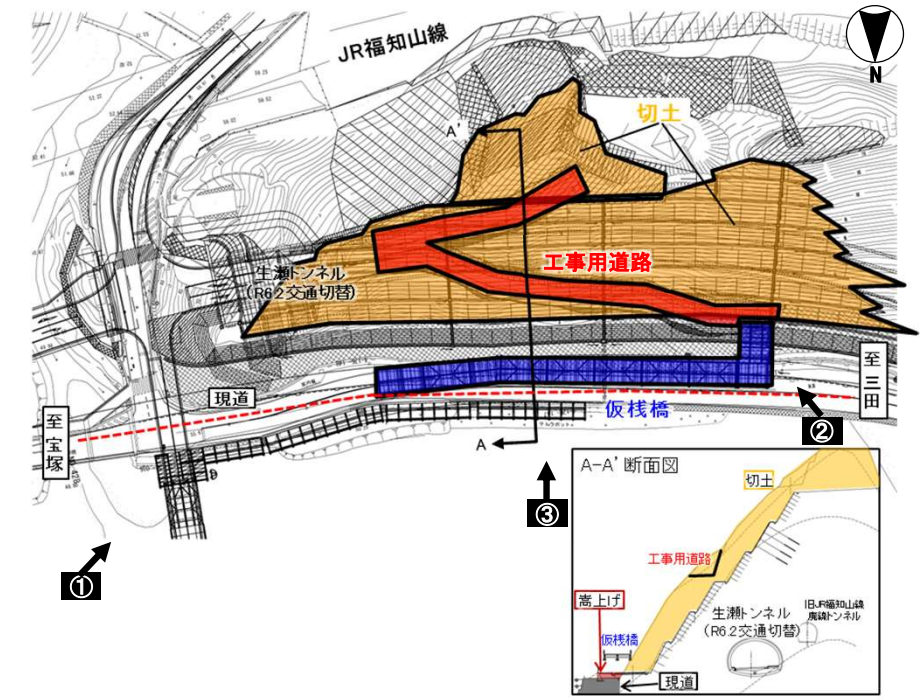 JR福知山線
N
A'
切土
工事用道路
生瀬トンネル
(R6.2交通切替)
至 三田
現道
仮桟橋
至 宝塚
②
A
③
①
A-A'断面図
切土
工事用道路
嵩上げ
仮桟橋
生瀬トンネル
(R6.2交通切替)
旧JR福知山線
廃線トンネル
現道